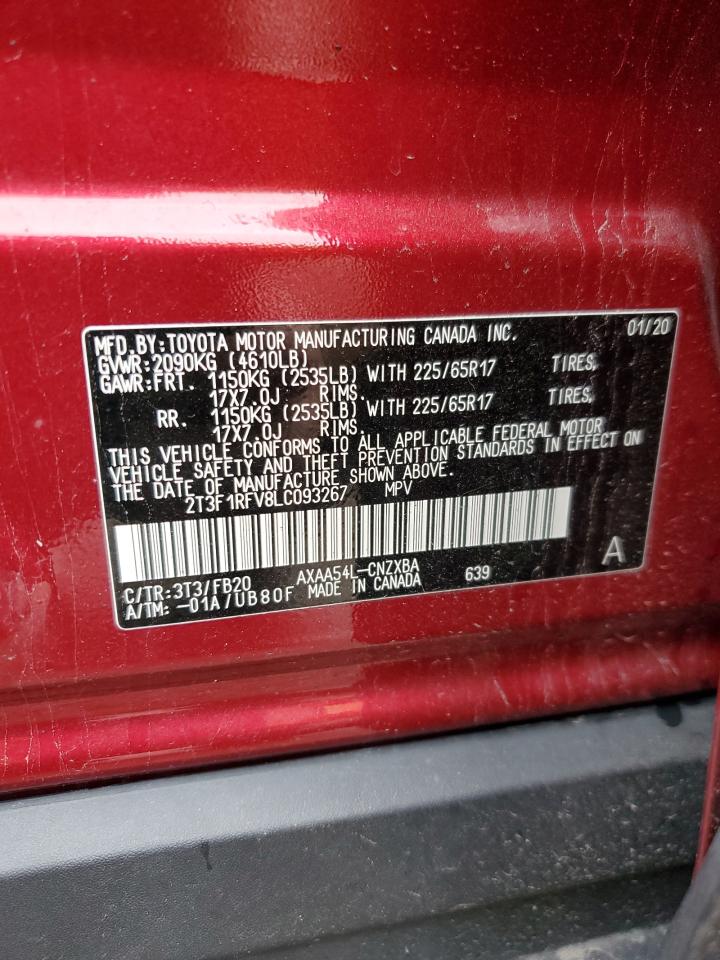 MFD.BY:TOYOTA MOTOR MANUFACTURING CANADA INC. 01/20
GVWR:2090KG (4610LB)
GAWR:FRT. 1150KG (2535LB) WITH 225/65R17 TIRES,
17X7.0J RIMS.
RR. 1150KG (2535LB) WITH 225/65R17 TIRES,
17X7.0J RIMS.
THIS VEHICLE CONFORMS TO ALL APPLICABLE FEDERAL MOTOR
VEHICLE SAFETY AND THEFT PREVENTION STANDARDS IN EFFECT ON
THE DATE OF MANUFACTURE SHOWN ABOVE.
2T3F1RFV8LC093267 MPV
A
C/TR:3T3/FB20 AXAA54L-CNZXBA 639
A/TM: -01A/UB80F MADE IN CANADA